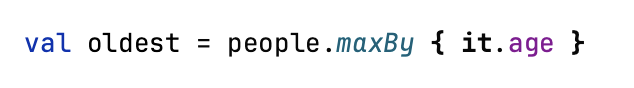 val oldest = people.maxBy { it.age }